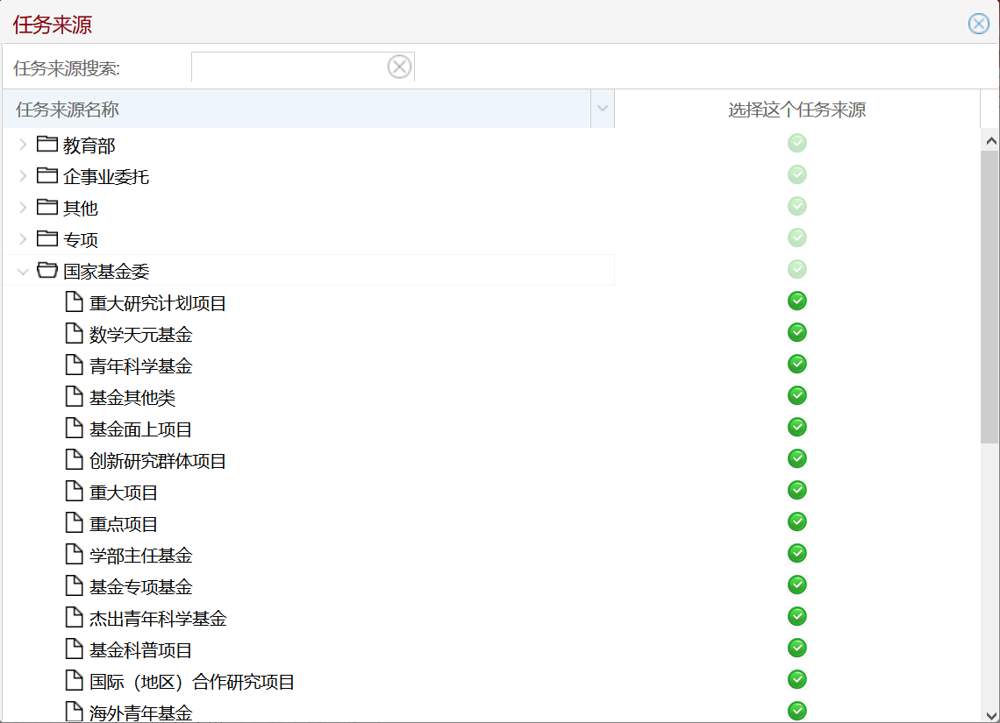 任务来源
任务来源搜索:
任务来源名称 选择这个任务来源
教育部
企事业委托
其他
专项
国家基金委
重大研究计划项目
数学天元基金
青年科学基金
基金其他类
基金面上项目
创新研究群体项目
重大项目
重点项目
学部主任基金
基金专项基金
杰出青年科学基金
基金科普项目
国际（地区）合作研究项目
海外青年基金